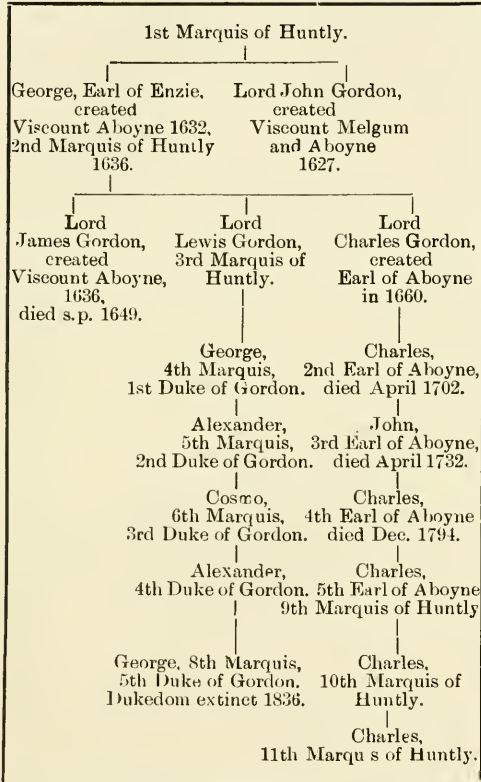 1st Marquis of Huntly.
George, Earl of Enzie,
created
Viscount Aboyne 1632,
2nd Marquis of Huntly
1636.
Lord John Gordon,
created
Viscount Melgum
and Aboyne
1627.
Lord
James Gordon,
created
Viscount Aboyne,
1636,
died s.p. 1649.
Lord
Lewis Gordon,
3rd Marquis of
Huntly.
Lord
Charles Gordon,
created
Earl of Aboyne
in 1660.
George,
4th Marquis,
1st Duke of Gordon.
Charles,
2nd Earl of Aboyne,
died April 1702.
Alexander,
5th Marquis,
2nd Duke of Gordon.
John,
3rd Earl of Aboyne,
died April 1732.
Cosmo,
6th Marquis,
3rd Duke of Gordon.
Charles,
4th Earl of Aboyne
died Dec. 1794.
Alexander,
4th Duke of Gordon.
Charles,
5th Earl of Aboyne
9th Marquis of Huntly
George, 8th Marquis,
5th Duke of Gordon.
Dukedom extinct 1836.
Charles,
10th Marquis of
Huntly.
Charles,
11th Marqu s of Huntly.